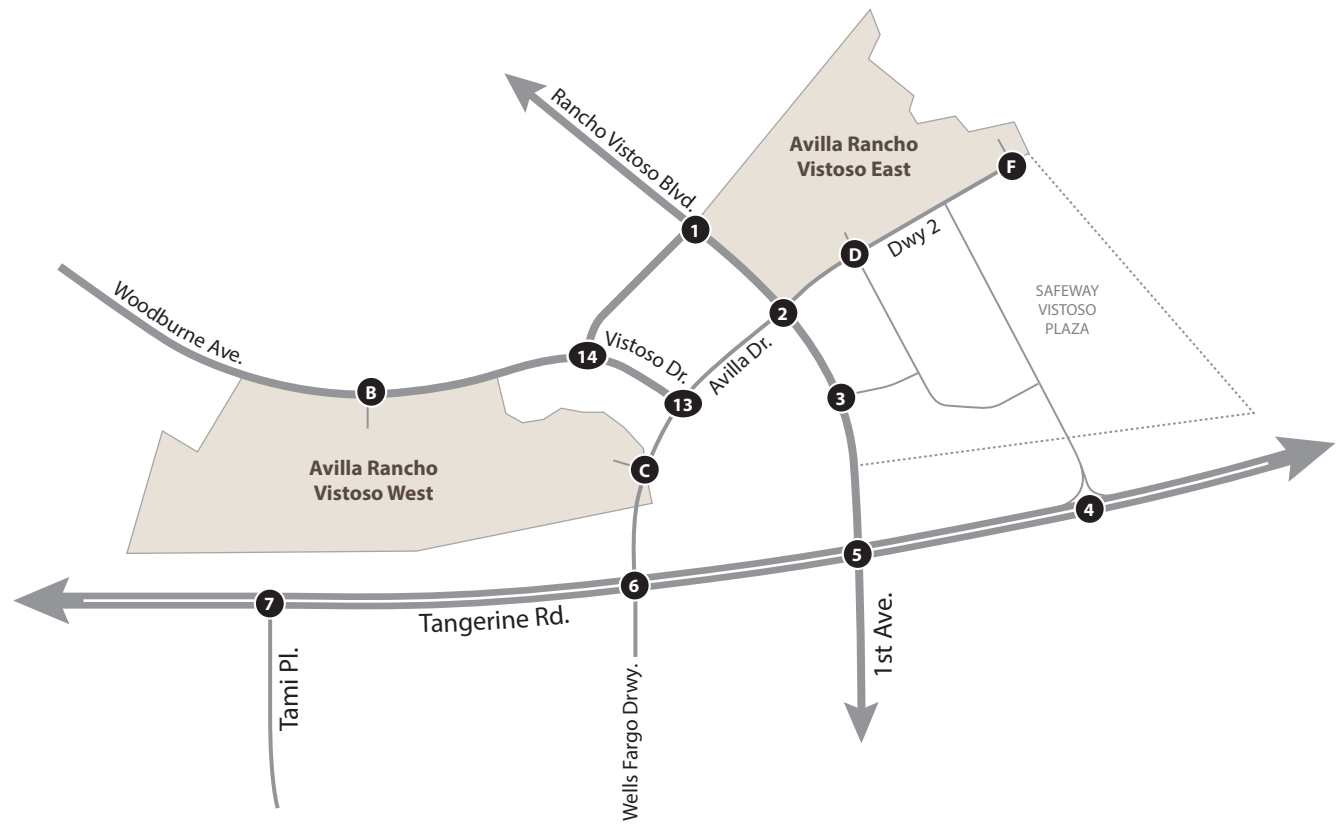 Rancho Vistoso Blvd.
Avilla Rancho
Vistoso East
F
1
D
Dwy 2
Woodburne Ave.
SAFEWAY
VISTOSO
PLAZA
2
14
Vistoso Dr.
Avilla Dr.
B
13
3
Avilla Rancho
Vistoso West
C
4
5
6
7
Tangerine Rd.
1st Ave.
Tami Pl.
Wells Fargo Drwy.